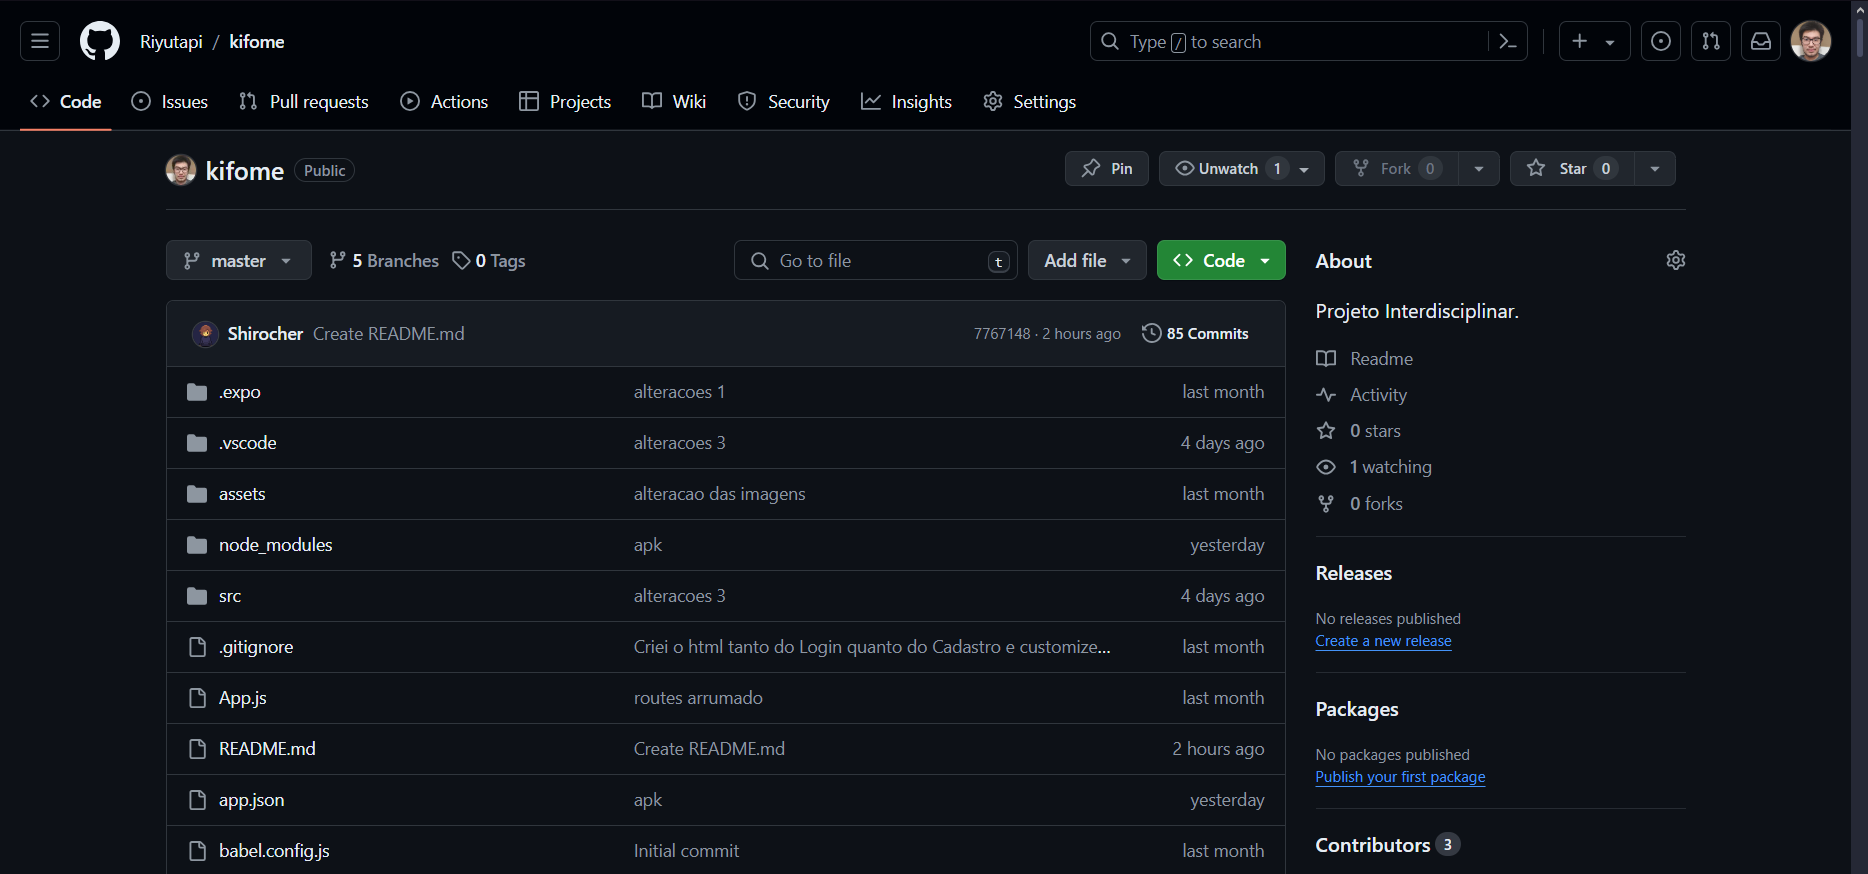 Riyutapi / kifome
Type / to search
Code Issues Pull requests Actions Projects Wiki Security Insights Settings
kifome Public
Pin Unwatch 1 Fork 0 Star 0
master 5 Branches 0 Tags Go to file t Add file Code
Shirocher Create README.md 7767148 · 2 hours ago 85 Commits
.expo alteracoes 1 last month
.vscode alteracoes 3 4 days ago
assets alteracao das imagens last month
node_modules apk yesterday
src alteracoes 3 4 days ago
.gitignore Criei o html tanto do Login quanto do Cadastro e customize... last month
App.js routes arrumado last month
README.md Create README.md 2 hours ago
app.json apk yesterday
babel.config.js Initial commit last month
About
Projeto Interdisciplinar.
Readme
Activity
0 stars
1 watching
0 forks
Releases
No releases published
Create a new release
Packages
No packages published
Publish your first package
Contributors 3